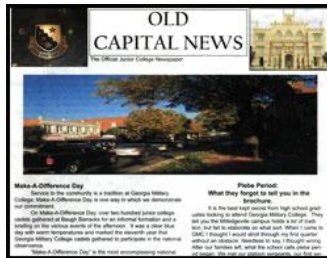 OLD
CAPITAL NEWS
The Official Junior College Newspaper
Make-A-Difference Day
Service to the community is a tradition at Georgia Military
College. Make-A-Difference Day is one way in which we demonstrate
our commitment.
On Make-A-Difference Day, over two hundred junior college
cadets gathered at Baugh Barracks for an informal formation and a
briefing on the various events of the afternoon. It was a clear blue
day with warm temperatures and marked the eleventh year that
Georgia Military College cadets gathered to participate in the national
observance.
"Make-A-Difference Day" is the most encompassing national
Plebe Period:
What they forgot to tell you in the
brochure.
It is the best kept secret from high school grad-
uates looking to attend Georgia Military College. They
tell you the Milledgeville campus holds a lot of tradi-
tion, but fail to elaborate on what sort. When I came to
GMC I thought I would stroll through my first quarter
without an obstacle. Needless to say, I thought wrong.
After our families left, what the school calls plebe peri-
od began. We met our platoon sergeants, our first ser-